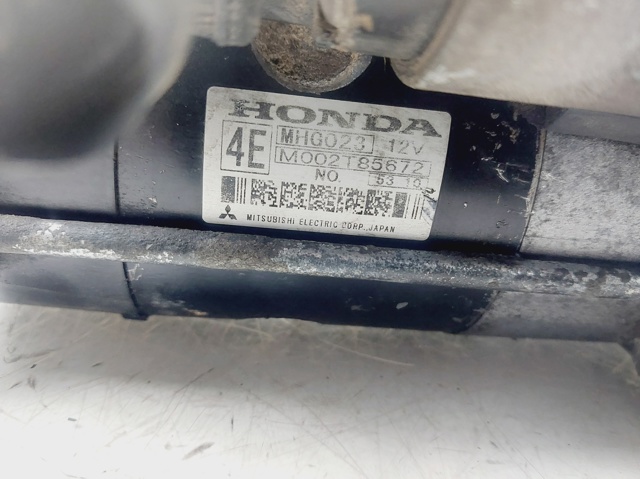 HONDA
4E MHG023 12V
M002T85672
NO. 53 10
MITSUBISHI ELECTRIC CORP., JAPAN